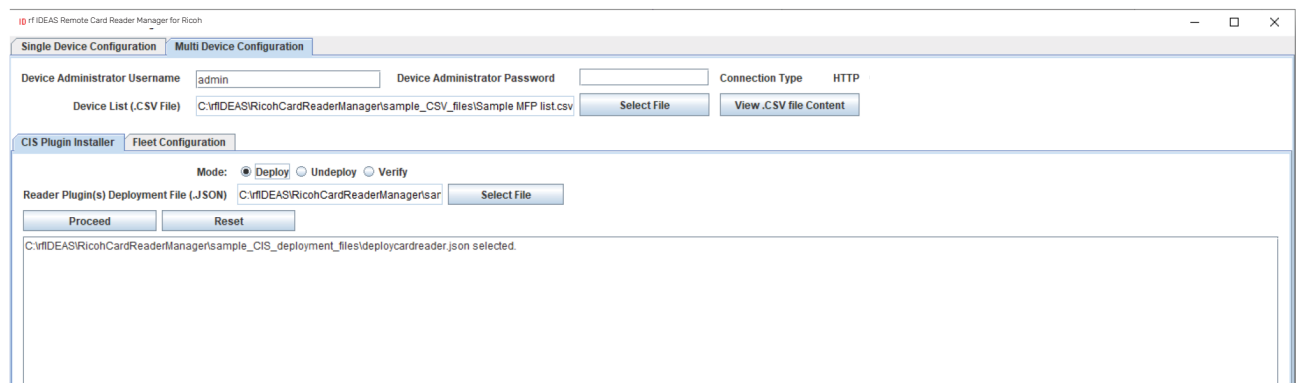 ID rf IDEAS Remote Card Reader Manager for Ricoh
Single Device Configuration Multi Device Configuration
Device Administrator Username admin Device Administrator Password Connection Type HTTP
Device List (.CSV File) C:\rfIDEAS\RicohCardReaderManager\sample_CSV_files\Sample MFP list.csv Select File View .CSV file Content
CIS Plugin Installer Fleet Configuration
Mode: Deploy Undeploy Verify
Reader Plugin(s) Deployment File (.JSON) C:\rfIDEAS\RicohCardReaderManager\sar Select File
Proceed Reset
C:\rfIDEAS\RicohCardReaderManager\sample_CIS_deployment_files\deploycardreader.json selected.